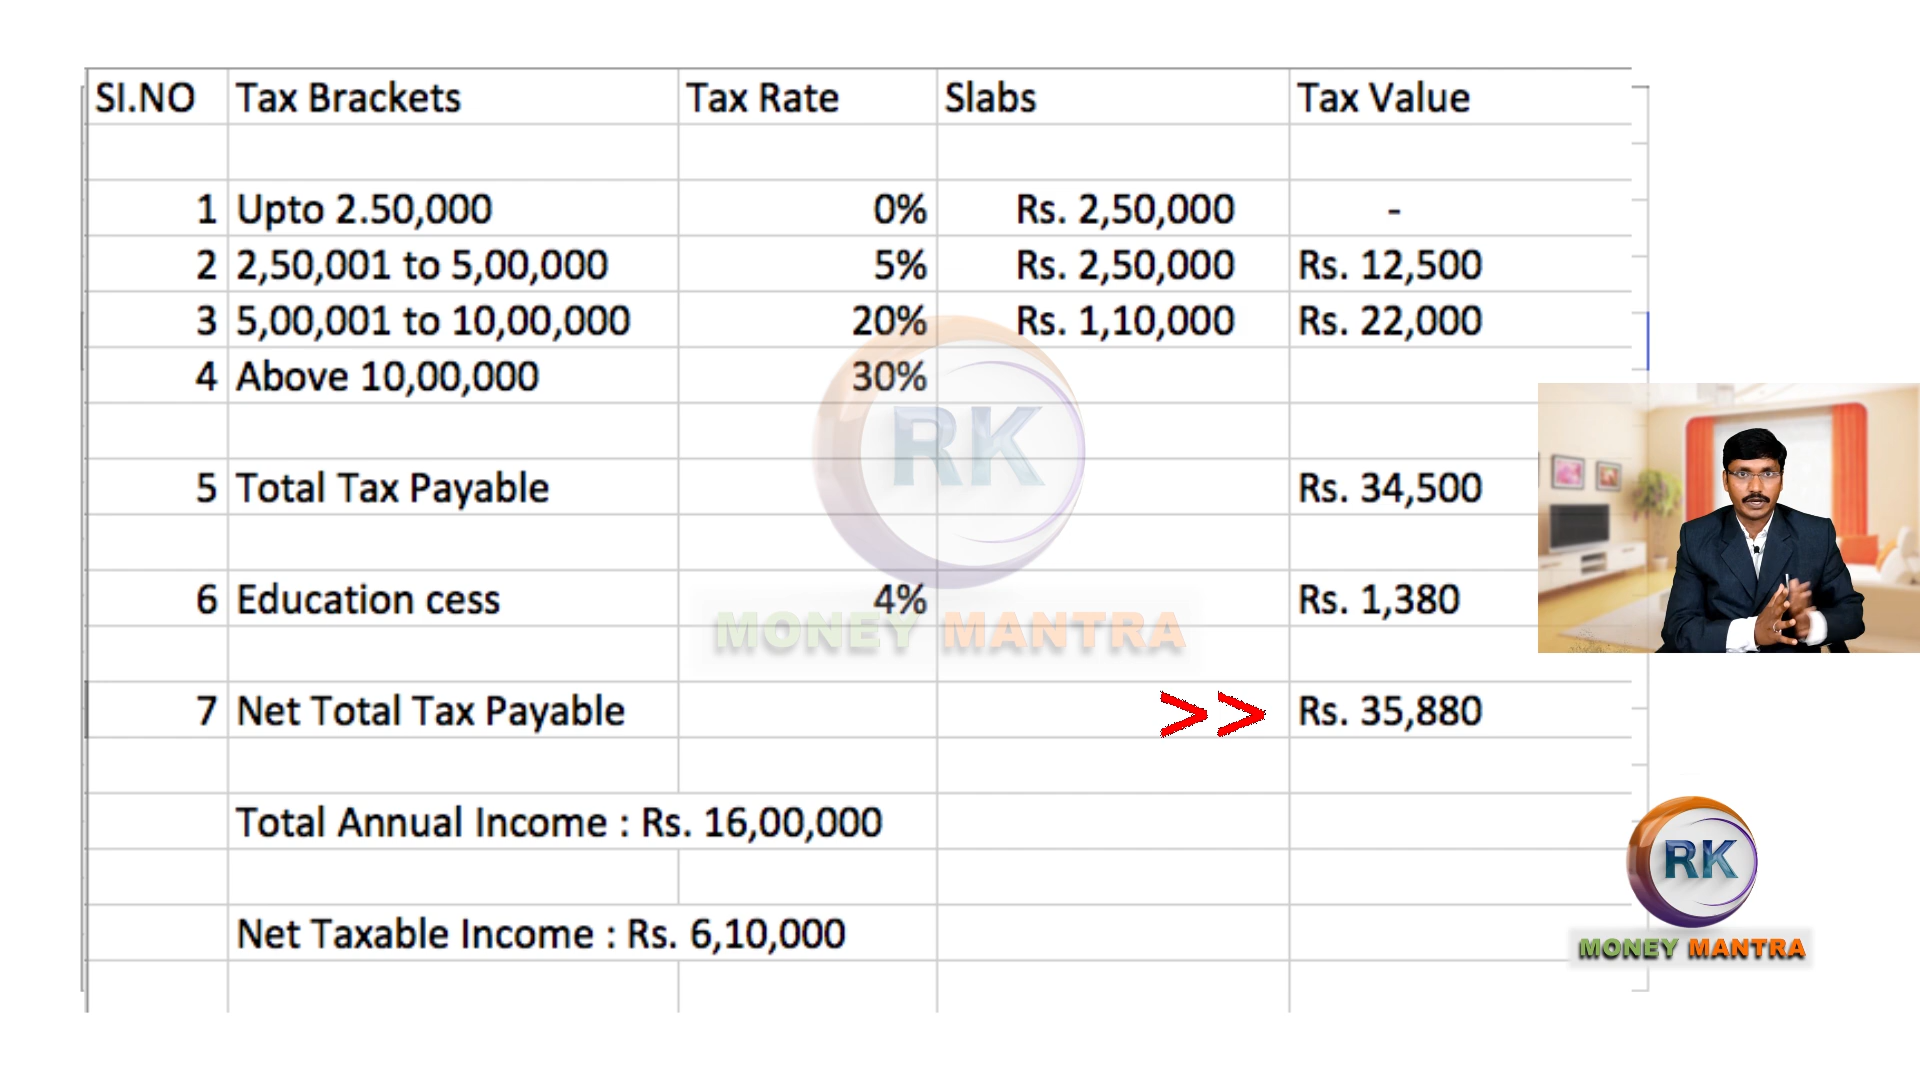 SI.NO Tax Brackets Tax Rate Slabs Tax Value
1 Upto 2.50,000 0% Rs. 2,50,000 -
2 2,50,001 to 5,00,000 5% Rs. 2,50,000 Rs. 12,500
3 5,00,001 to 10,00,000 20% Rs. 1,10,000 Rs. 22,000
4 Above 10,00,000 30%
RK
5 Total Tax Payable Rs. 34,500
6 Education cess 4% Rs. 1,380
MONEY MANTRA
7 Net Total Tax Payable >> Rs. 35,880
Total Annual Income : Rs. 16,00,000
RK
Net Taxable Income : Rs. 6,10,000
MONEY MANTRA